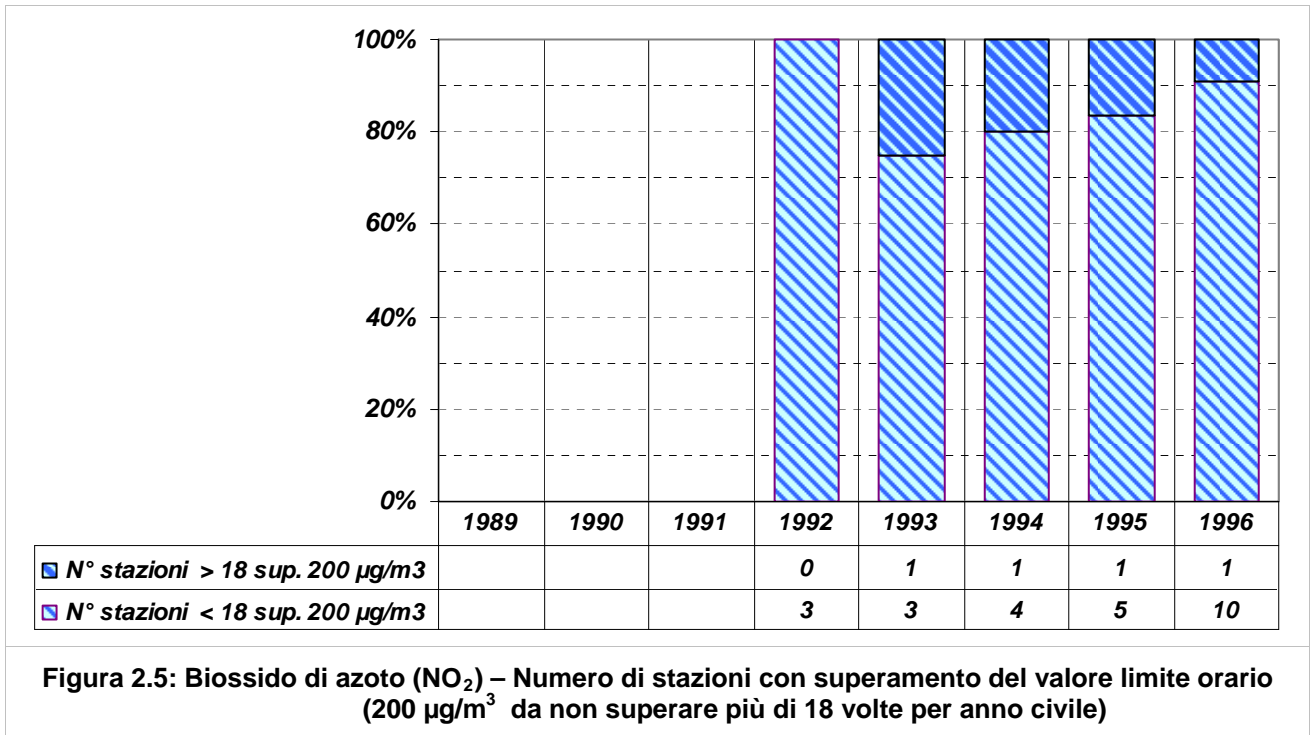 100%
80%
60%
40%
20%
0%
1989 1990 1991 1992 1993 1994 1995 1996
N° stazioni > 18 sup. 200 µg/m3 0 1 1 1 1
N° stazioni < 18 sup. 200 µg/m3 3 3 4 5 10
Figura 2.5: Biossido di azoto (NO₂) – Numero di stazioni con superamento del valore limite orario
(200 µg/m³ da non superare più di 18 volte per anno civile)